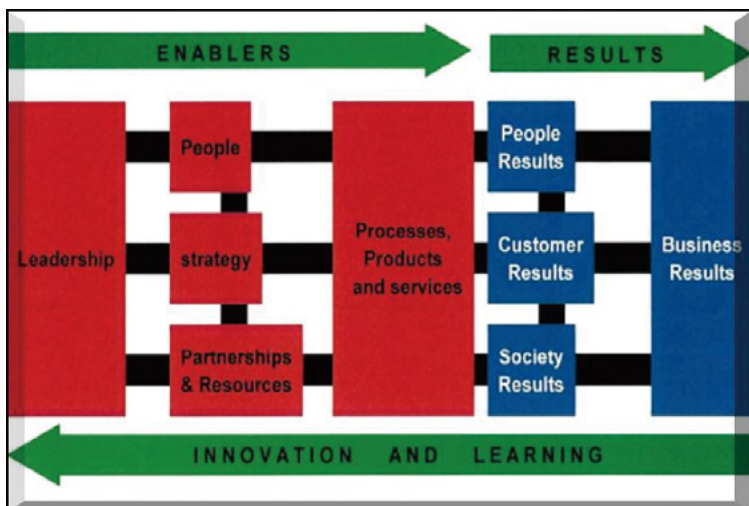 ENABLERS
RESULTS
Leadership
People
strategy
Partnerships
& Resources
Processes,
Products
and services
People
Results
Customer
Results
Society
Results
Business
Results
INNOVATION AND LEARNING